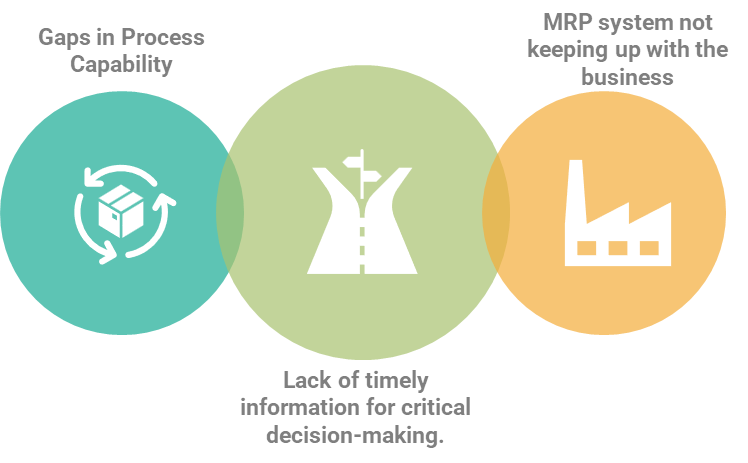 Gaps in Process
Capability
Lack of timely
information for critical
decision-making.
MRP system not
keeping up with the
business